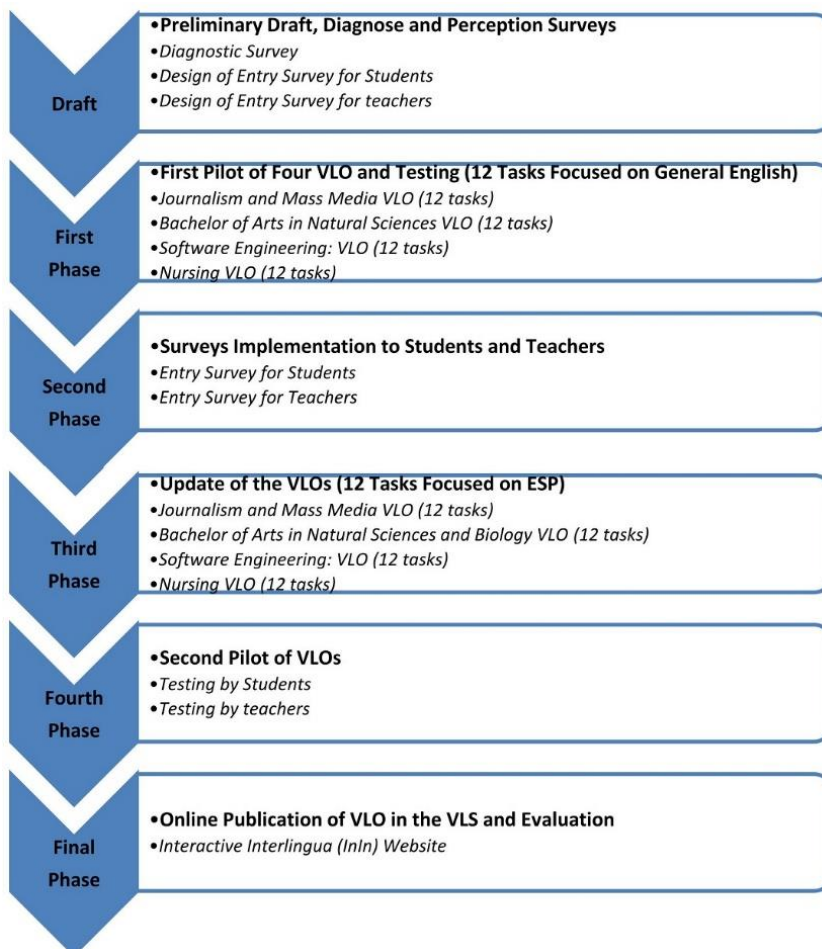 Draft
•Preliminary Draft, Diagnose and Perception Surveys
•Diagnostic Survey
•Design of Entry Survey for Students
•Design of Entry Survey for teachers
First
Phase
•First Pilot of Four VLO and Testing (12 Tasks Focused on General English)
•Journalism and Mass Media VLO (12 tasks)
•Bachelor of Arts in Natural Sciences VLO (12 tasks)
•Software Engineering: VLO (12 tasks)
•Nursing VLO (12 tasks)
Second
Phase
•Surveys Implementation to Students and Teachers
•Entry Survey for Students
•Entry Survey for Teachers
Third
Phase
•Update of the VLOs (12 Tasks Focused on ESP)
•Journalism and Mass Media VLO (12 tasks)
•Bachelor of Arts in Natural Sciences and Biology VLO (12 tasks)
•Software Engineering: VLO (12 tasks)
•Nursing VLO (12 tasks)
Fourth
Phase
•Second Pilot of VLOs
•Testing by Students
•Testing by teachers
Final
Phase
•Online Publication of VLO in the VLS and Evaluation
•Interactive Interlingua (InIn) Website